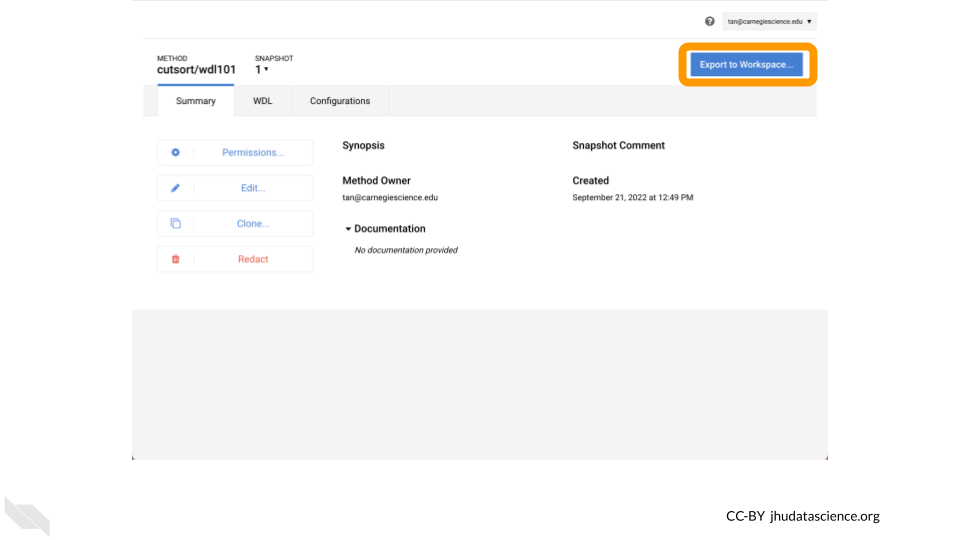 tan@carnegiescience.edu
METHOD SNAPSHOT
cutsort/wdl101 1
Export to Workspace...
Summary WDL Configurations
Permissions...
Edit...
Clone...
Redact
Synopsis
Method Owner
tan@carnegiescience.edu
Documentation
No documentation provided
Snapshot Comment
Created
September 21, 2022 at 12:49 PM
CC-BY jhudatascience.org